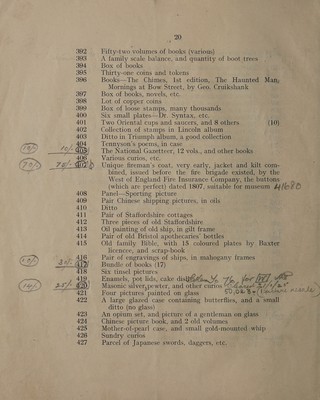 20
392 Fifty-two volumes of books (various)
393 A family scale balance, and quantity of boot trees
394 Box of books
395 Thirty-one coins and tokens
396 Books—The Chimes, 1st edition, The Haunted Man,
Mornings at Bow Street, by Geo. Cruikshank
397 Box of books, novels, etc.
398 Lot of copper coins
399 Box of loose stamps, many thousands
400 Six small plates—Dr. Syntax, etc.
401 Two Oriental cups and saucers, and 8 others (10)
402 Collection of stamps in Lincoln album
403 Ditto in Triumph album, a good collection
404 Tennyson's poems, in case
405 The National Gazetteer, 12 vols., and other books
406 Various curios, etc.
407 Unique fireman's coat, very early, jacket and kilt com-
bined, issued before the fire brigade existed, by the
West of England Fire Insurance Company, the buttons
(which are perfect) dated 1807, suitable for museum
408 Panel—Sporting picture
409 Pair Chinese shipping pictures, in oils
410 Ditto
411 Pair of Staffordshire cottages
412 Three pieces of old Staffordshire
413 Oil painting of old ship, in gilt frame
414 Pair of old Bristol apothecaries' bottles
415 Old family Bible, with 15 coloured plates by Baxter
licence, and scrap-book
416 Pair of engravings of ships, in mahogany frames
417 Bundle of books (17)
418 Six tinsel pictures
419 Enamels, pot lids, cake
420 Masonic silver, pewter, and other curios
421 Four pictures painted on glass
422 A large glazed case containing butterflies, and a small
ditto (no glass)
423 An opium set, and picture of a gentleman on glass
424 Chinese picture book, and 2 old volumes
425 Mother-of-pearl case, and small gold-mounted whip
426 Sundry curios
427 Parcel of Japanese swords, daggers, etc.